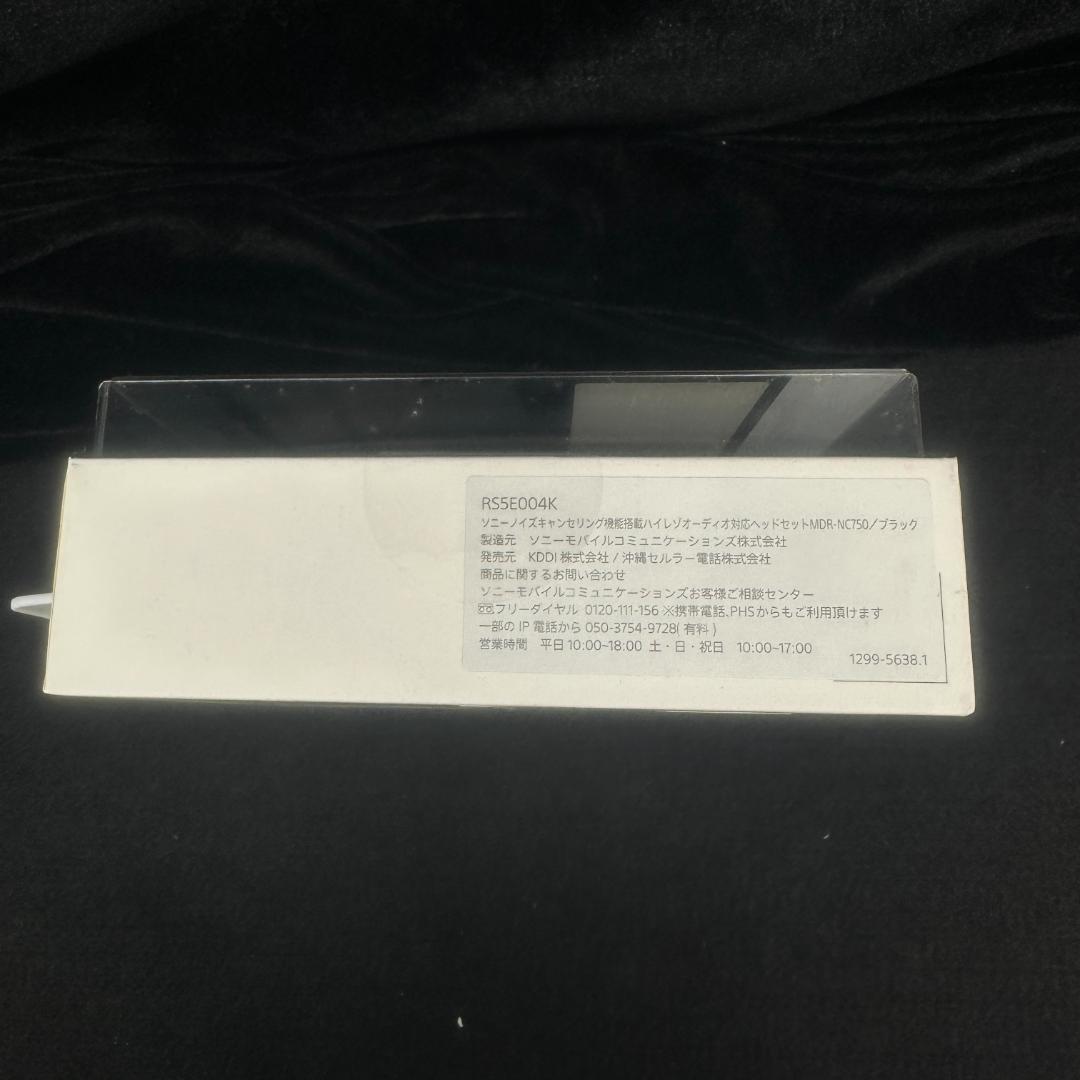 RS5E004K
ソニーノイズキャンセリング機能搭載ハイレゾオーディオ対応ヘッドセットMDR-NC750／ブラック
製造元 ソニーモバイルコミュニケーションズ株式会社
発売元 KDDI 株式会社 / 沖縄セルラー電話株式会社
商品に関するお問い合わせ
ソニーモバイルコミュニケーションズお客様ご相談センター
フリーダイヤル 0120-111-156 ※携帯電話、PHSからもご利用頂けます
一部の IP 電話から 050-3754-9728( 有料 )
営業時間 平日 10:00~18:00 土・日・祝日 10:00~17:00
1299-5638.1